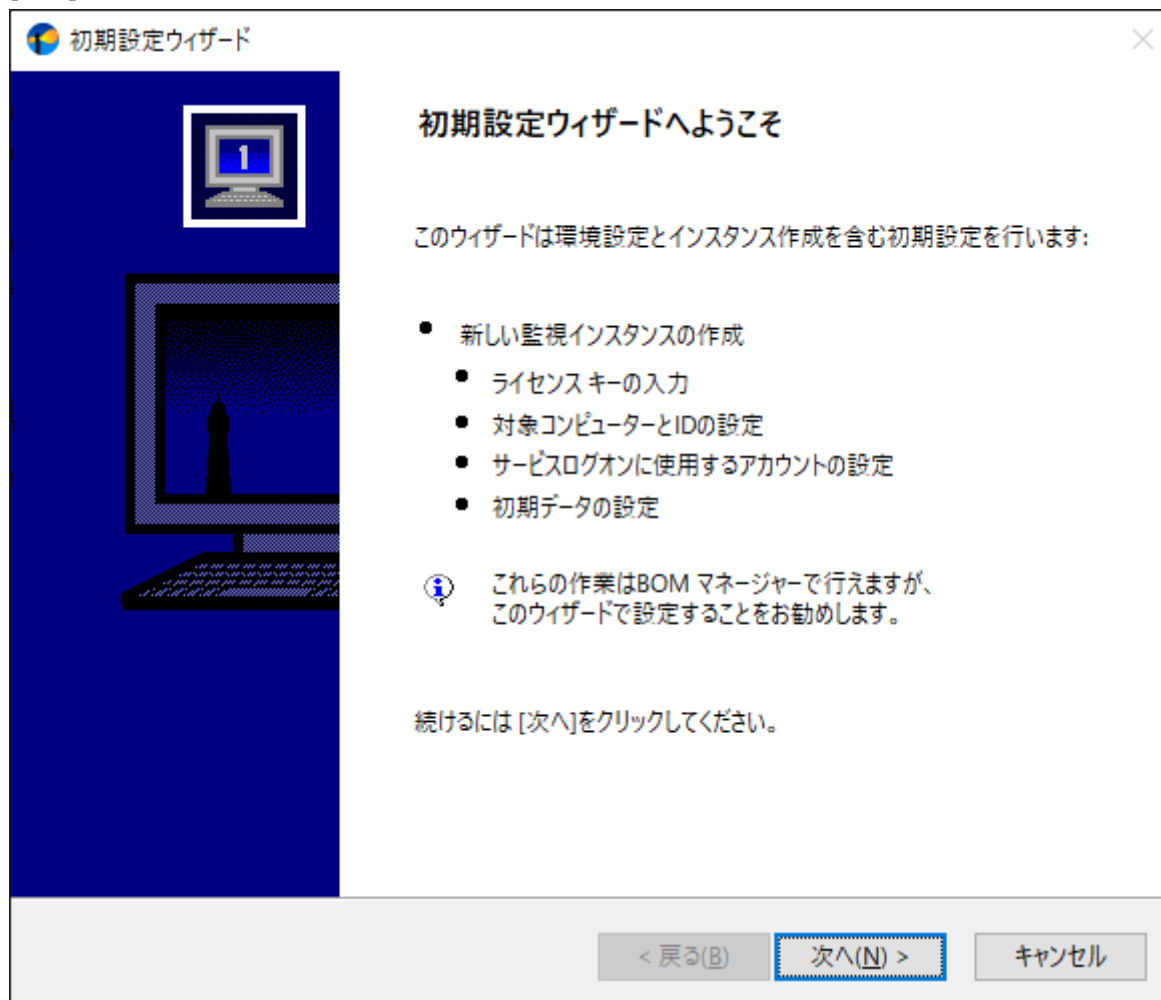 初期設定ウィザード
1
初期設定ウィザードへようこそ
このウィザードは環境設定とインスタンス作成を含む初期設定を行います:
● 新しい監視インスタンスの作成
● ライセンス キーの入力
● 対象コンピューターとIDの設定
● サービスログオンに使用するアカウントの設定
● 初期データの設定
これらの作業はBOM マネージャーで行えますが、
このウィザードで設定することをお勧めします。
続けるには [次へ]をクリックしてください。
< 戻る(B) 次へ(N) > キャンセル